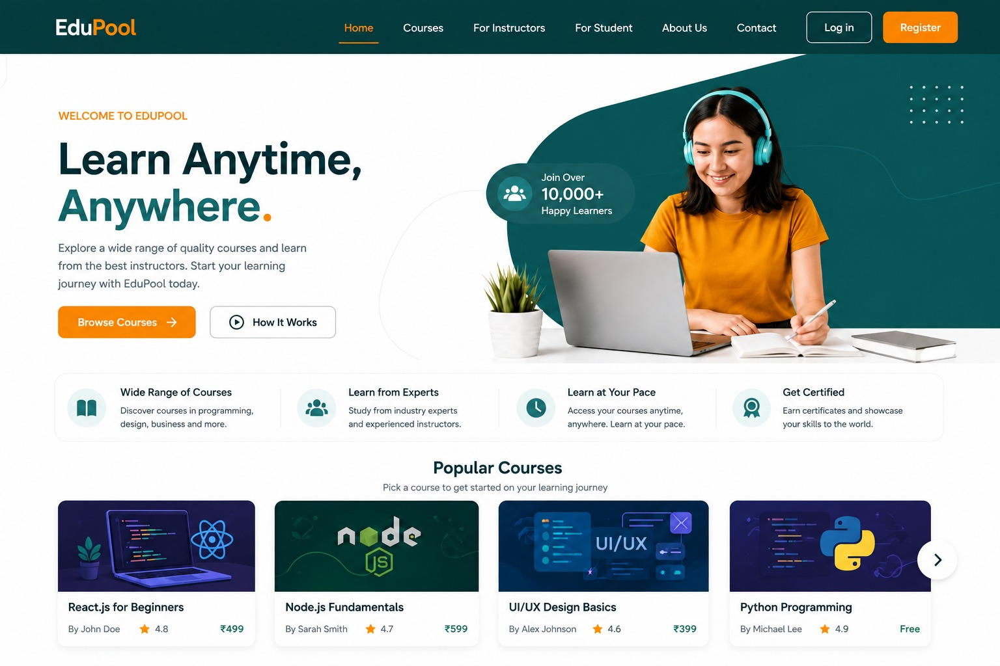 EduPool
Home
Courses
For Instructors
For Student
About Us
Contact
Log in
Register
WELCOME TO EDUPOOL
Learn Anytime,
Anywhere.
Explore a wide range of quality courses and learn
from the best instructors. Start your learning
journey with EduPool today.
Browse Courses
How It Works
Join Over
10,000+
Happy Learners
Wide Range of Courses
Discover courses in programming,
design, business and more.
Learn from Experts
Study from industry experts
and experienced instructors.
Learn at Your Pace
Access your courses anytime,
anywhere. Learn at your pace.
Get Certified
Earn certificates and showcase
your skills to the world.
Popular Courses
Pick a course to get started on your learning journey
React.js for Beginners
By John Doe
4.8
₹499
node
JS
Node.js Fundamentals
By Sarah Smith
4.7
₹599
UI/UX
UI/UX Design Basics
By Alex Johnson
4.6
₹399
Python Programming
By Michael Lee
4.9
Free